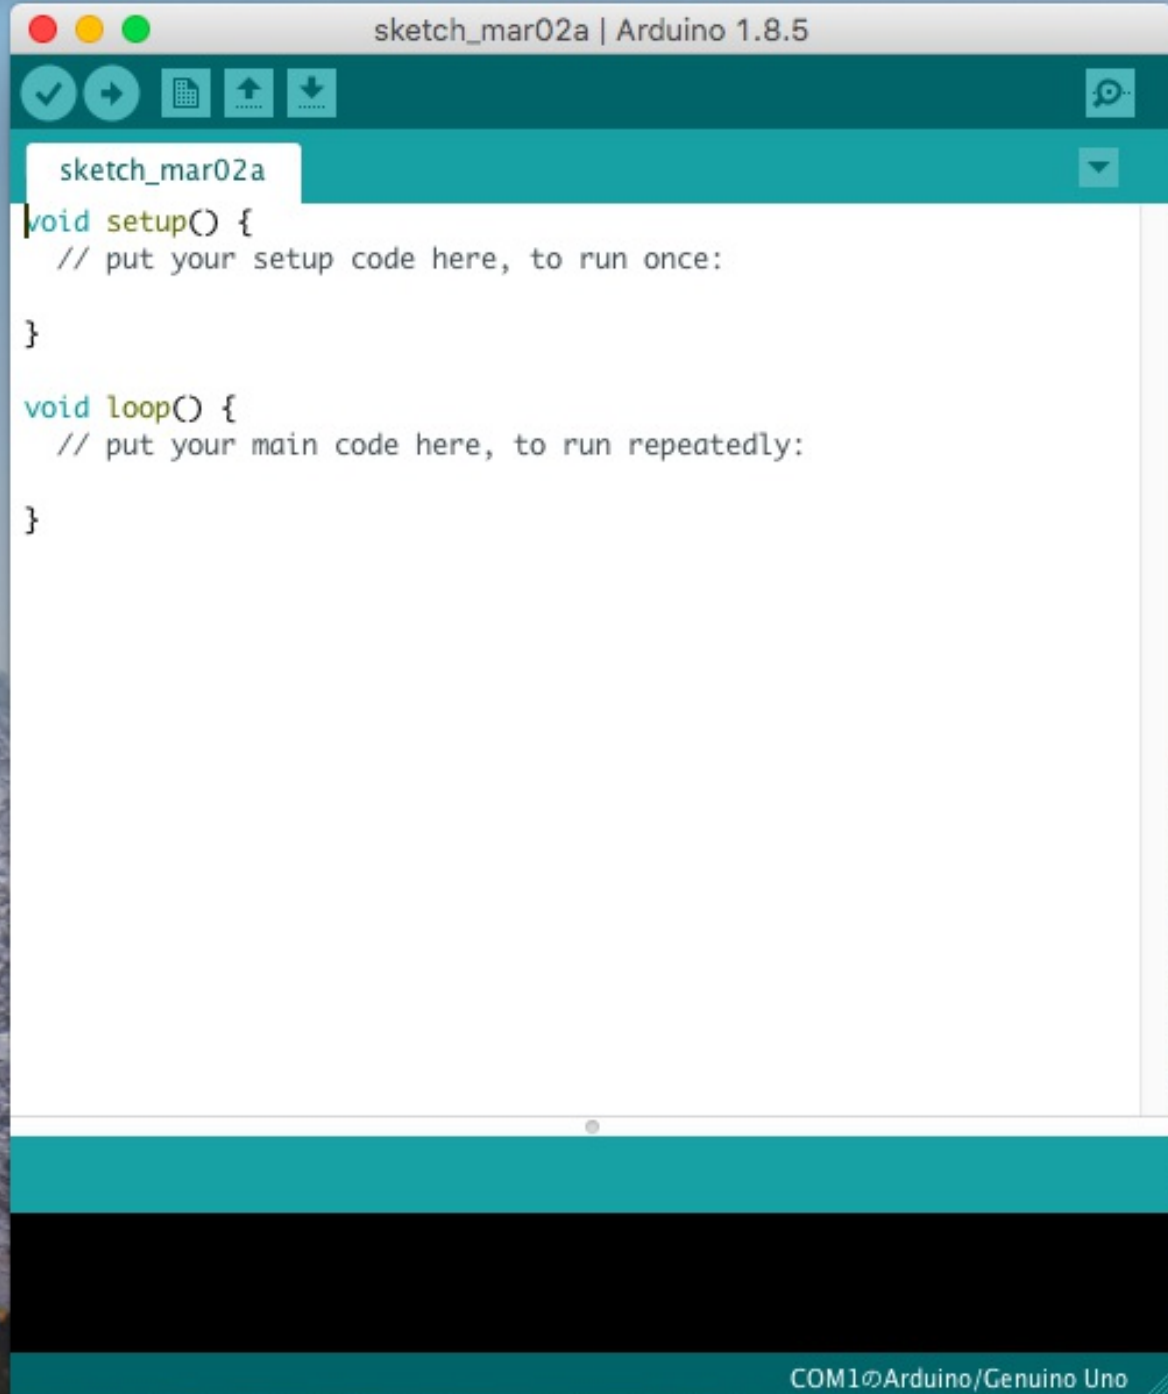 sketch_mar02a | Arduino 1.8.5
sketch_mar02a
void setup() {
  // put your setup code here, to run once:

}

void loop() {
  // put your main code here, to run repeatedly:

}
COM1のArduino/Genuino Uno